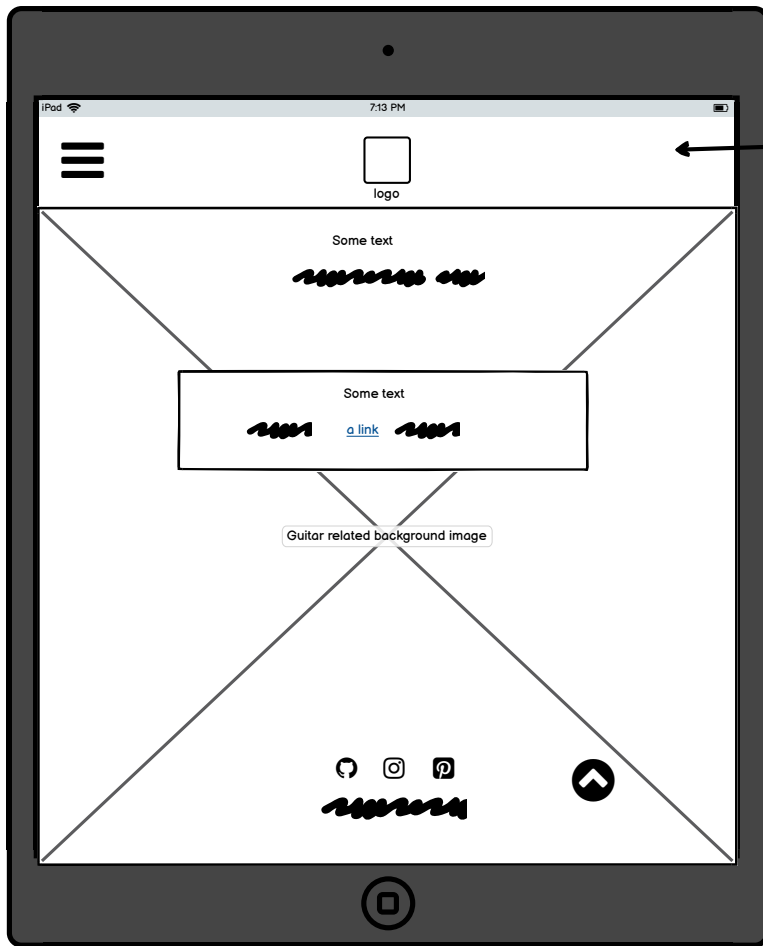 iPad 7:13 PM
logo
Some text
Some text
a link
Guitar related background image